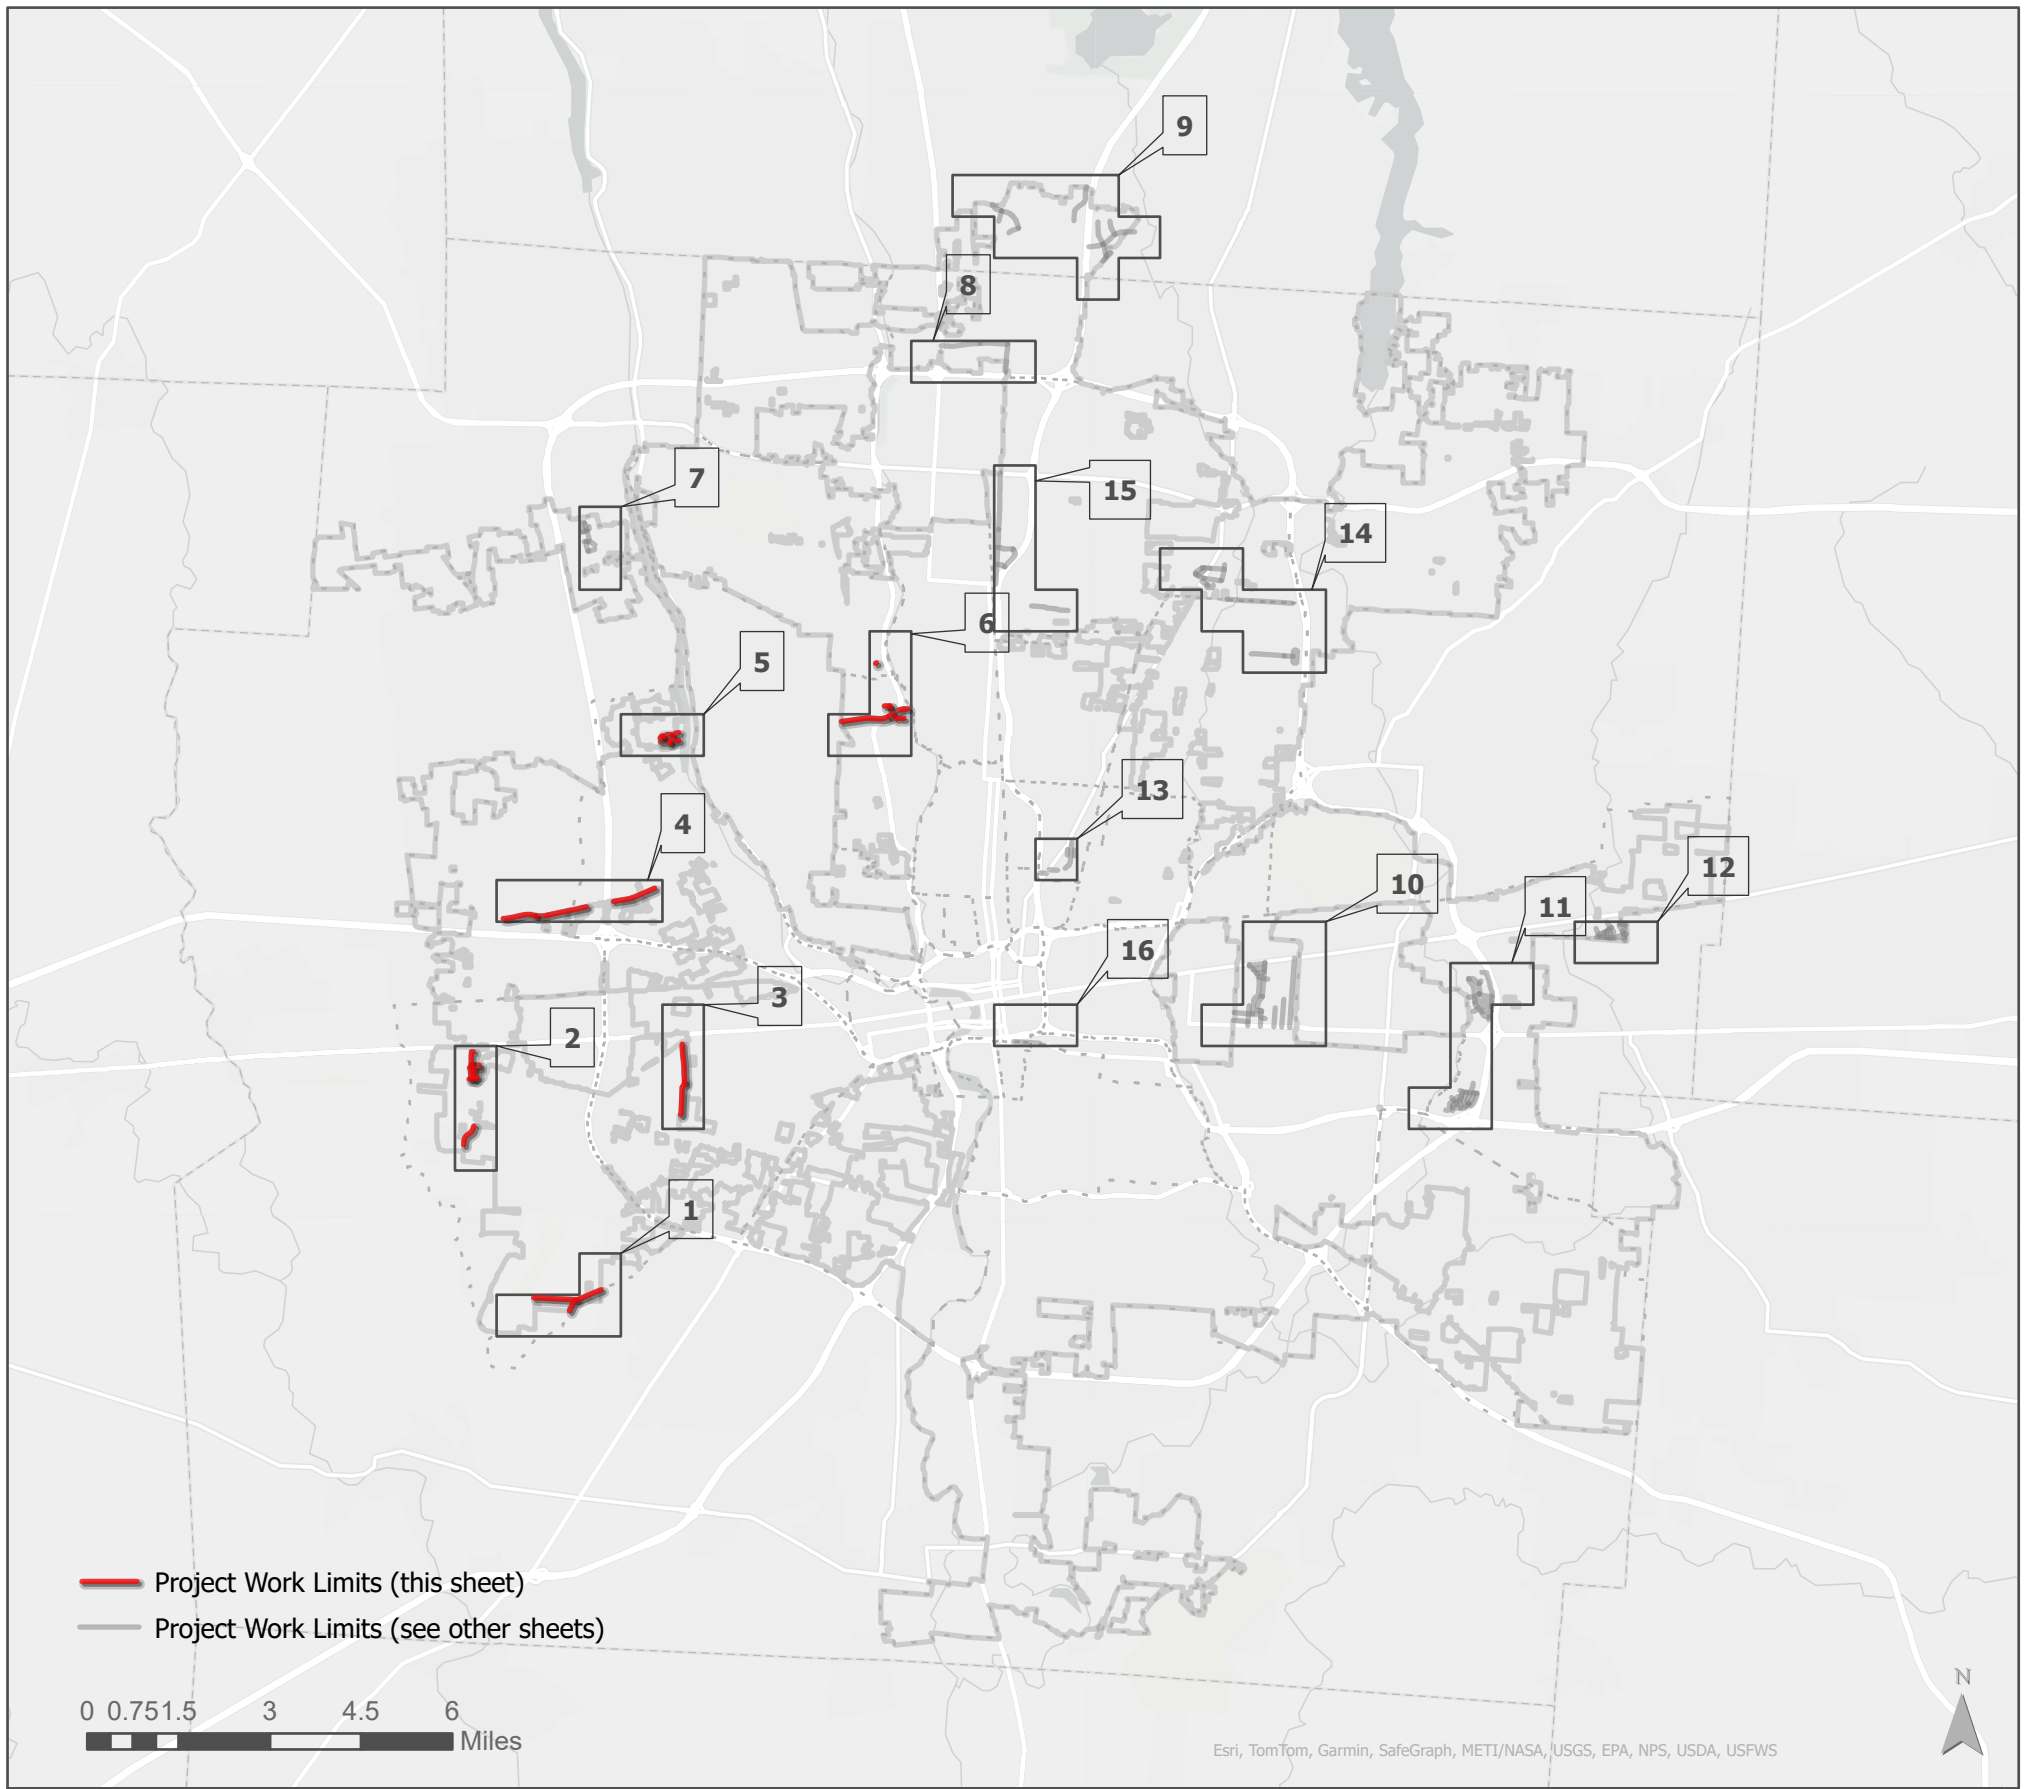 9
8
7
15
14
6
5
13
4
12
10
11
16
3
2
1
Project Work Limits (this sheet)
Project Work Limits (see other sheets)
0 0.75 1.5 3 4.5 6
Miles
N
Esri, TomTom, Garmin, SafeGraph, METI/NASA, USGS, EPA, NPS, USDA, USFWS